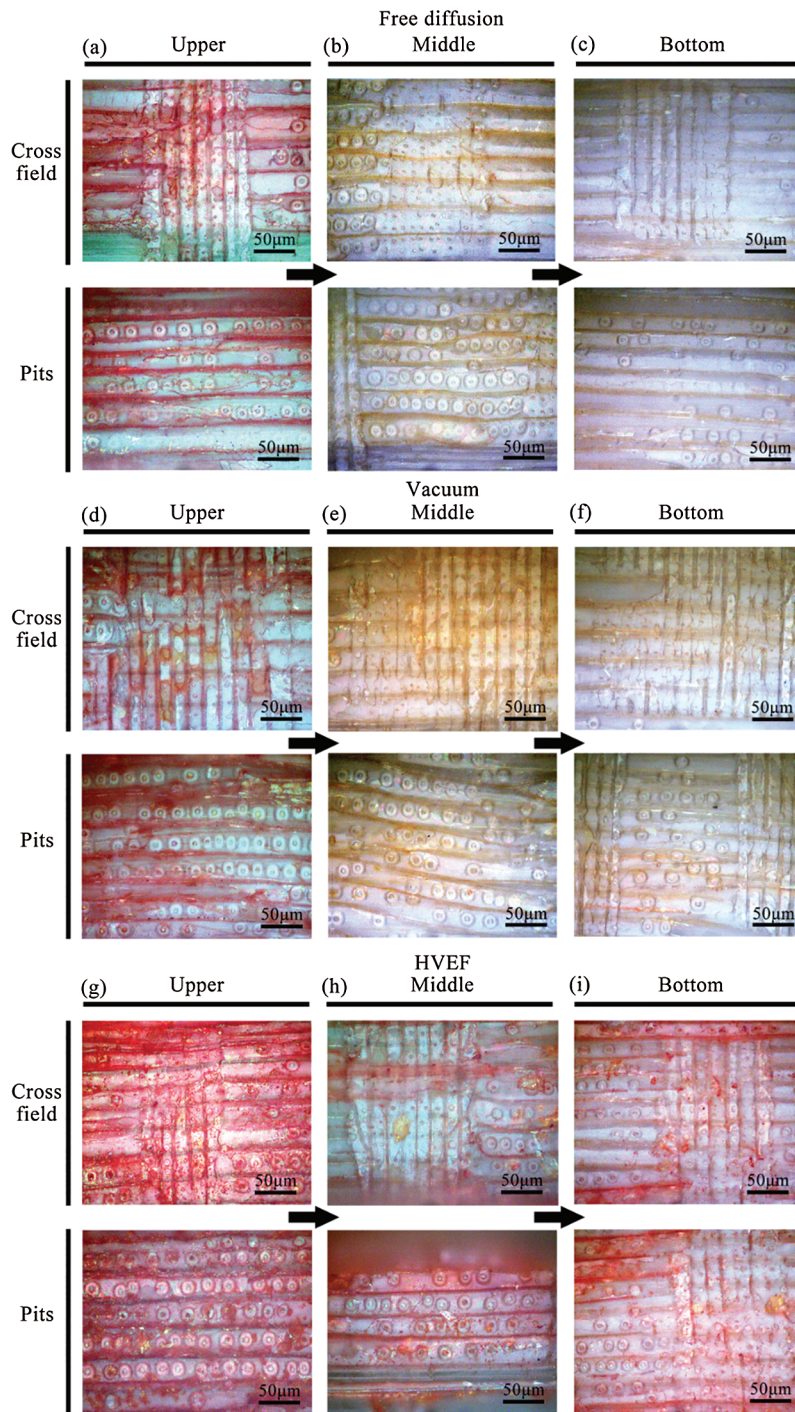 Free diffusion
(a) Upper (b) Middle (c) Bottom
Cross
field
50μm 50μm 50μm
Pits
50μm 50μm 50μm
Vacuum
(d) Upper (e) Middle (f) Bottom
Cross
field
50μm 50μm 50μm
Pits
50μm 50μm 50μm
HVEF
(g) Upper (h) Middle (i) Bottom
Cross
field
50μm 50μm 50μm
Pits
50μm 50μm 50μm